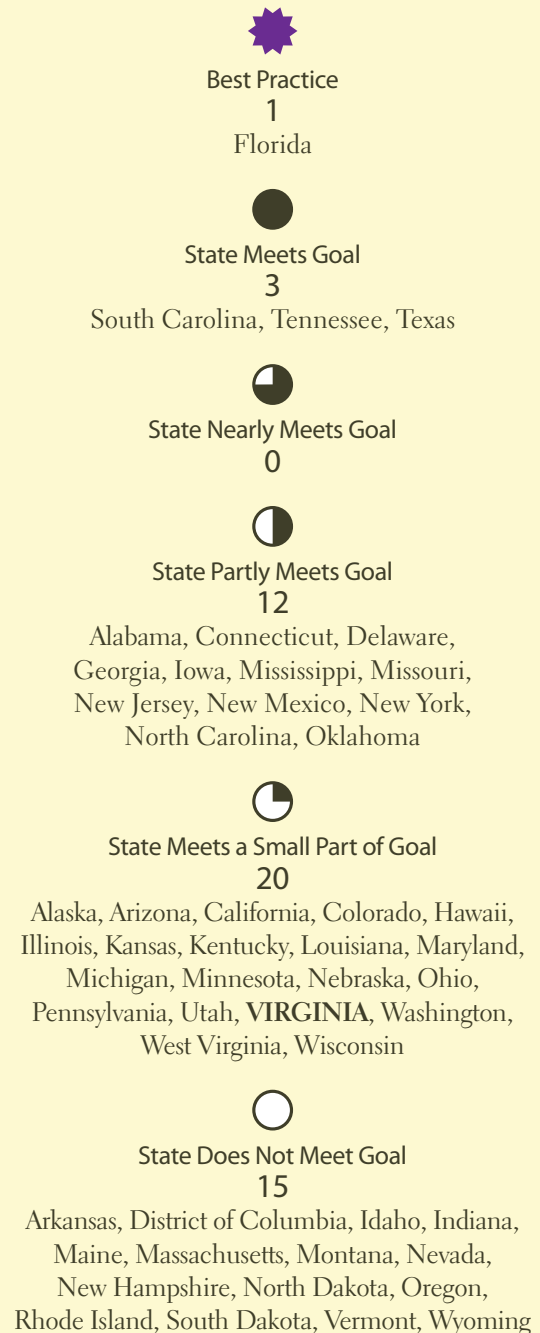 Best Practice
1
Florida
State Meets Goal
3
South Carolina, Tennessee, Texas
State Nearly Meets Goal
0
State Partly Meets Goal
12
Alabama, Connecticut, Delaware,
Georgia, Iowa, Mississippi, Missouri,
New Jersey, New Mexico, New York,
North Carolina, Oklahoma
State Meets a Small Part of Goal
20
Alaska, Arizona, California, Colorado, Hawaii,
Illinois, Kansas, Kentucky, Louisiana, Maryland,
Michigan, Minnesota, Nebraska, Ohio,
Pennsylvania, Utah, VIRGINIA, Washington,
West Virginia, Wisconsin
State Does Not Meet Goal
15
Arkansas, District of Columbia, Idaho, Indiana,
Maine, Massachusetts, Montana, Nevada,
New Hampshire, North Dakota, Oregon,
Rhode Island, South Dakota, Vermont, Wyoming